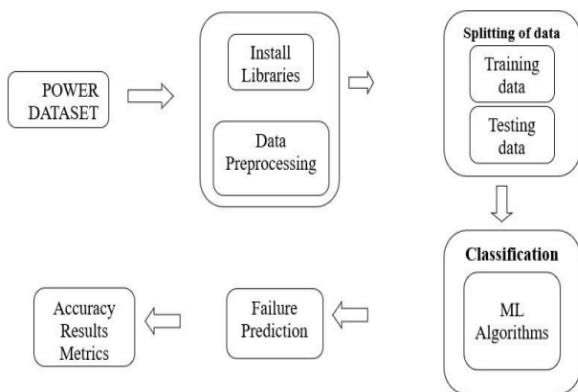 POWER
DATASET
Install
Libraries
Data
Preprocessing
Splitting of data
Training
data
Testing
data
Classification
ML
Algorithms
Failure
Prediction
Accuracy
Results
Metrics